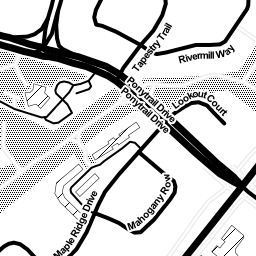 Tapestry Trail
Rivermill Way
Ponytrail Drive
Ponytrail Drive
Lookout Court
Mahogany Row
Maple Ridge Drive